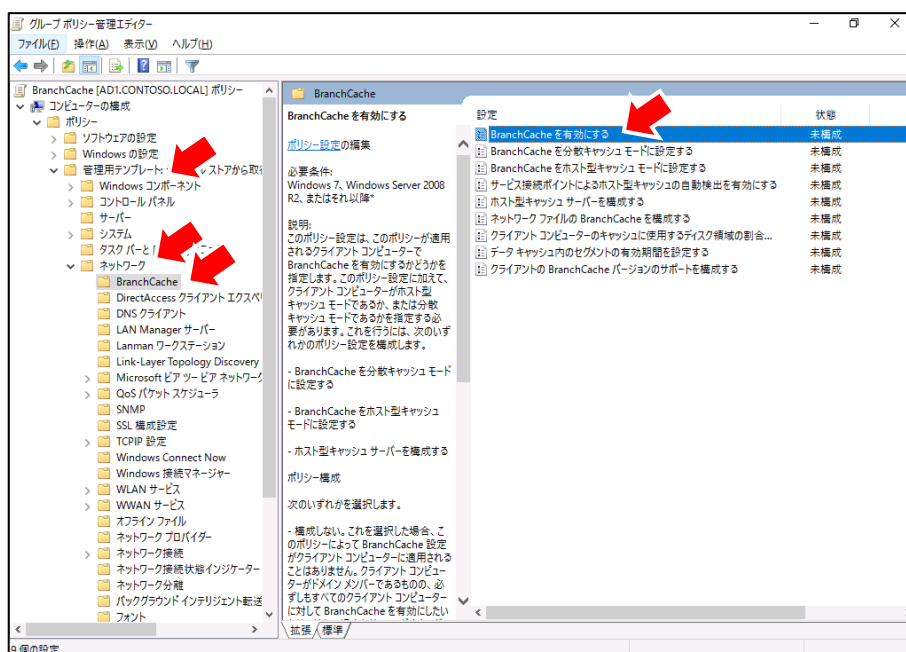 グループ ポリシー管理エディター
ファイル(F) 操作(A) 表示(V) ヘルプ(H)
BranchCache [AD1.CONTOSO.LOCAL] ポリシー
コンピューターの構成
ポリシー
ソフトウェアの設定
Windows の設定
管理用テンプレート: ストアから取得
Windows コンポーネント
コントロール パネル
サーバー
システム
タスク バーと
ネットワーク
BranchCache
DirectAccess クライアント エクスペリ
DNS クライアント
LAN Manager サーバー
Lanman ワークステーション
Link-Layer Topology Discovery
Microsoft ピア ツー ピア ネットワーク
QoS パケット スケジューラ
SNMP
SSL 構成設定
TCPIP 設定
Windows Connect Now
Windows 接続マネージャー
WLAN サービス
WWAN サービス
オフライン ファイル
ネットワーク プロバイダー
ネットワーク接続
ネットワーク接続状態インジケーター
ネットワーク分離
バックグラウンド インテリジェント転送
フォント
BranchCache
BranchCache を有効にする
ポリシー設定の編集
必要条件:
Windows 7、Windows Server 2008
R2、またはそれ以降*
説明:
このポリシー設定は、このポリシーが適用
されるクライアント コンピューターで
BranchCache を有効にするかどうかを
指定します。このポリシー設定に加えて、
クライアント コンピューターがホスト型
キャッシュ モードであるか、または分散
キャッシュ モードであるかを指定する必
要があります。これを行うには、次のいず
れかのポリシー設定を構成します。
- BranchCache を分散キャッシュ モード
に設定する
- BranchCache をホスト型キャッシュ
モードに設定する
- ホスト型キャッシュ サーバーを構成する
ポリシー構成
次のいずれかを選択します。
- 構成しない。これを選択した場合、こ
のポリシーによって BranchCache 設定
がクライアント コンピューターに適用される
ことはありません。クライアント コンピュー
ターがドメイン メンバーであるものの、必
ずしもすべてのクライアント コンピューター
に対して BranchCache を有効にしたい
設定 状態
BranchCache を有効にする 未構成
BranchCache を分散キャッシュ モードに設定する 未構成
BranchCache をホスト型キャッシュ モードに設定する 未構成
サービス接続ポイントによるホスト型キャッシュの自動検出を有効にする 未構成
ホスト型キャッシュ サーバーを構成する 未構成
ネットワーク ファイルの BranchCache を構成する 未構成
クライアント コンピューターのキャッシュに使用するディスク領域の割合... 未構成
データ キャッシュ内のセグメントの有効期間を設定する 未構成
クライアントの BranchCache バージョンのサポートを構成する 未構成
拡張 標準
9 個の設定